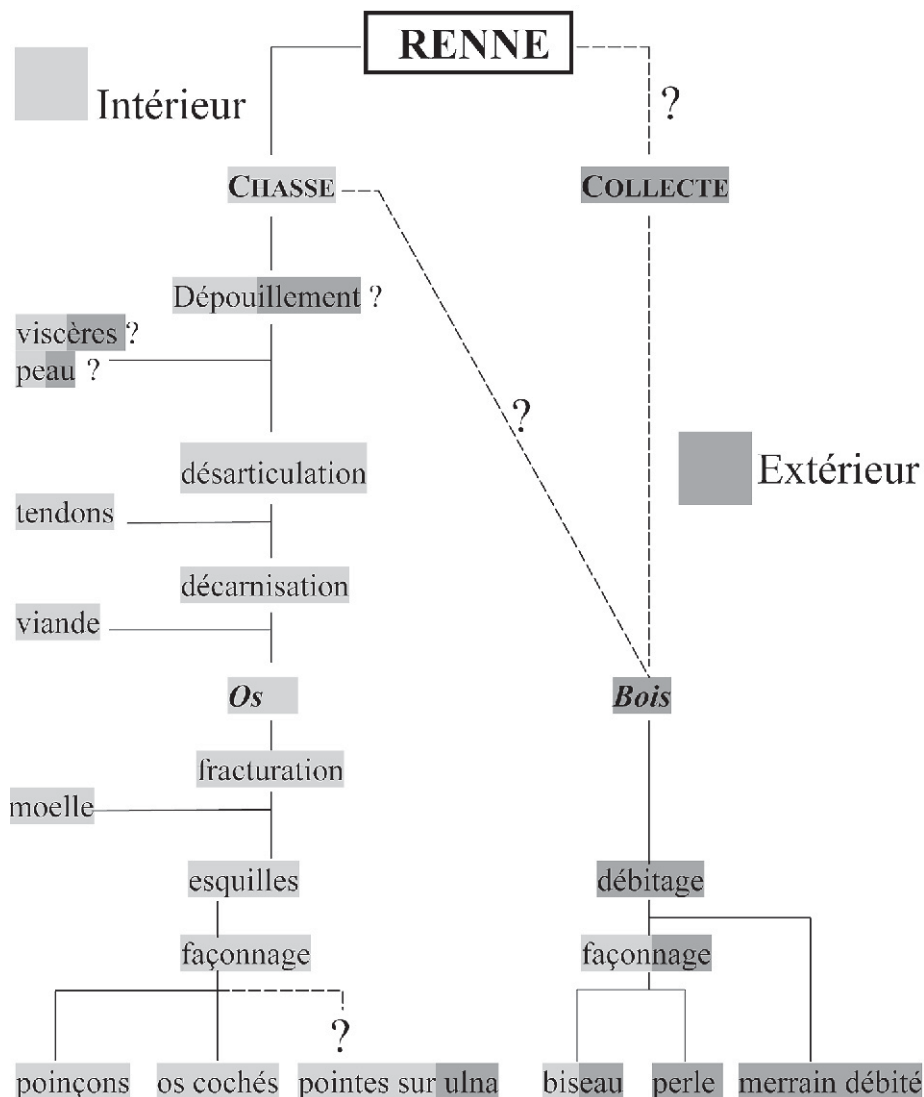 RENNE
Intérieur
?
CHASSE
COLLECTE
Dépouillement ?
viscères ?
peau ?
?
désarticulation
Extérieur
tendons
décarnisation
viande
Os
Bois
fracturation
moelle
esquilles
débitage
façonnage
façonnage
?
poinçons
os cochés
pointes sur ulna
biseau
perle
merrain débité